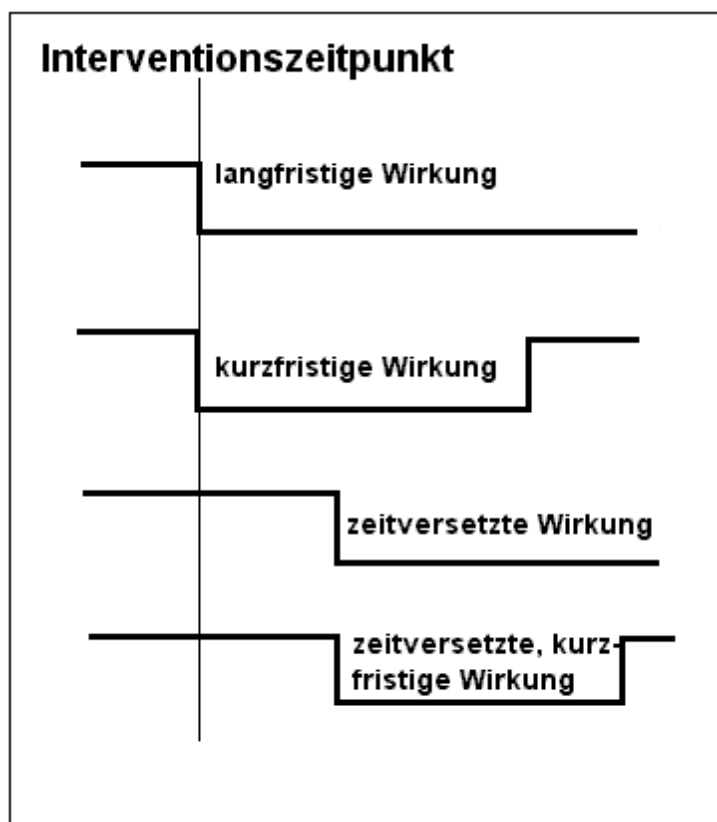 Interventionszeitpunkt
langfristige Wirkung
kurzfristige Wirkung
zeitversetzte Wirkung
zeitversetzte, kurz-
fristige Wirkung